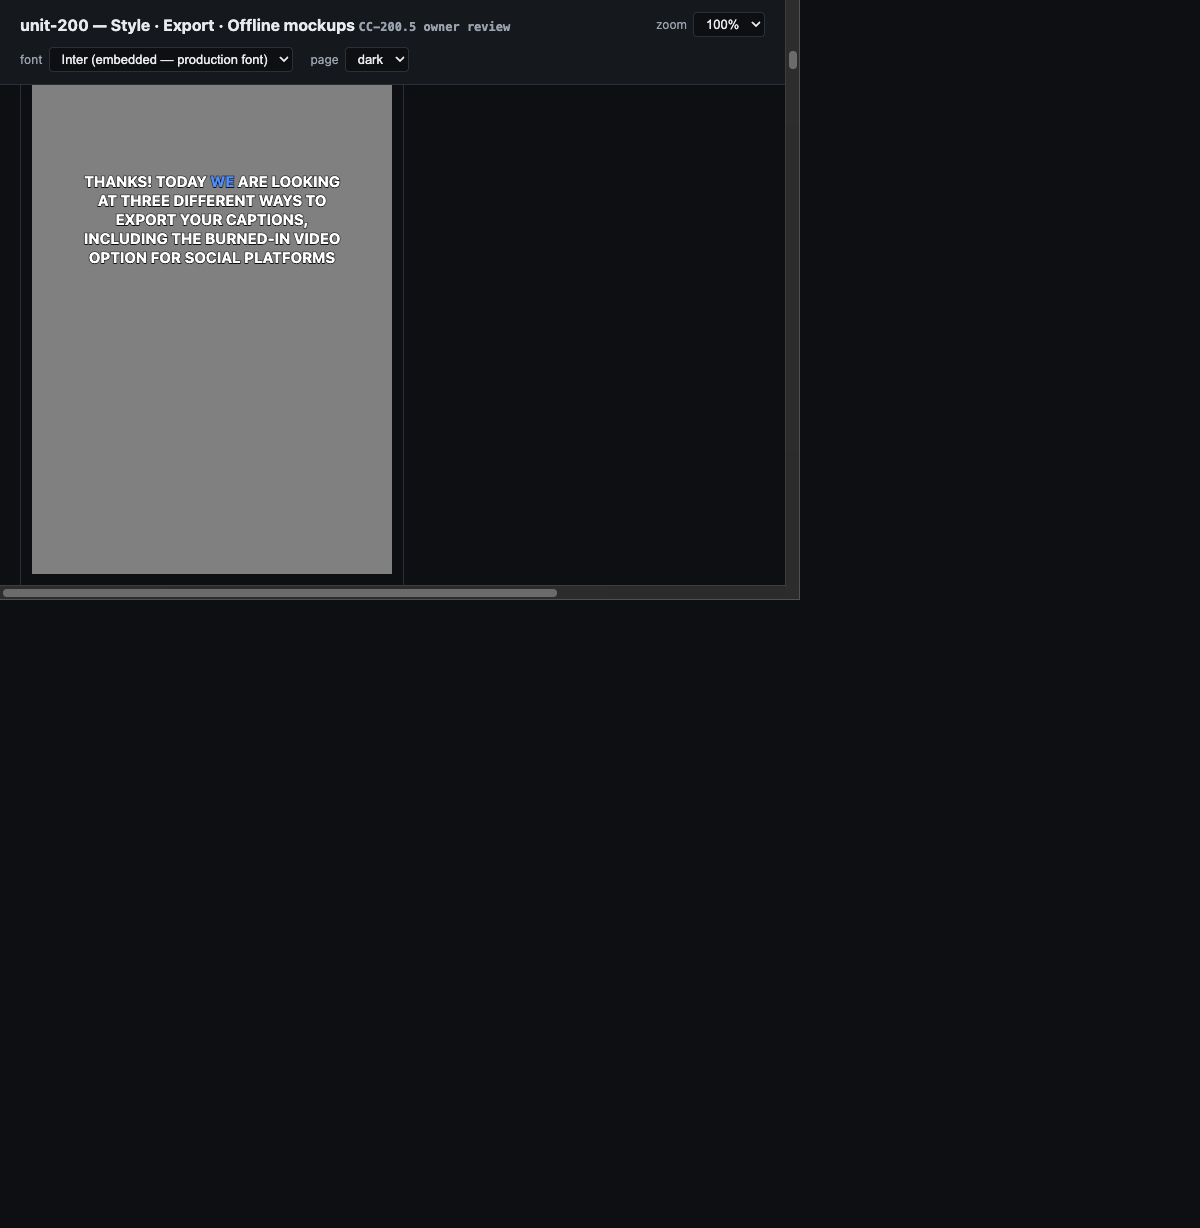 unit-200 — Style · Export · Offline mockups CC-200.5 owner review
zoom 100%
font Inter (embedded — production font) page dark
THANKS! TODAY WE ARE LOOKING
AT THREE DIFFERENT WAYS TO
EXPORT YOUR CAPTIONS,
INCLUDING THE BURNED-IN VIDEO
OPTION FOR SOCIAL PLATFORMS